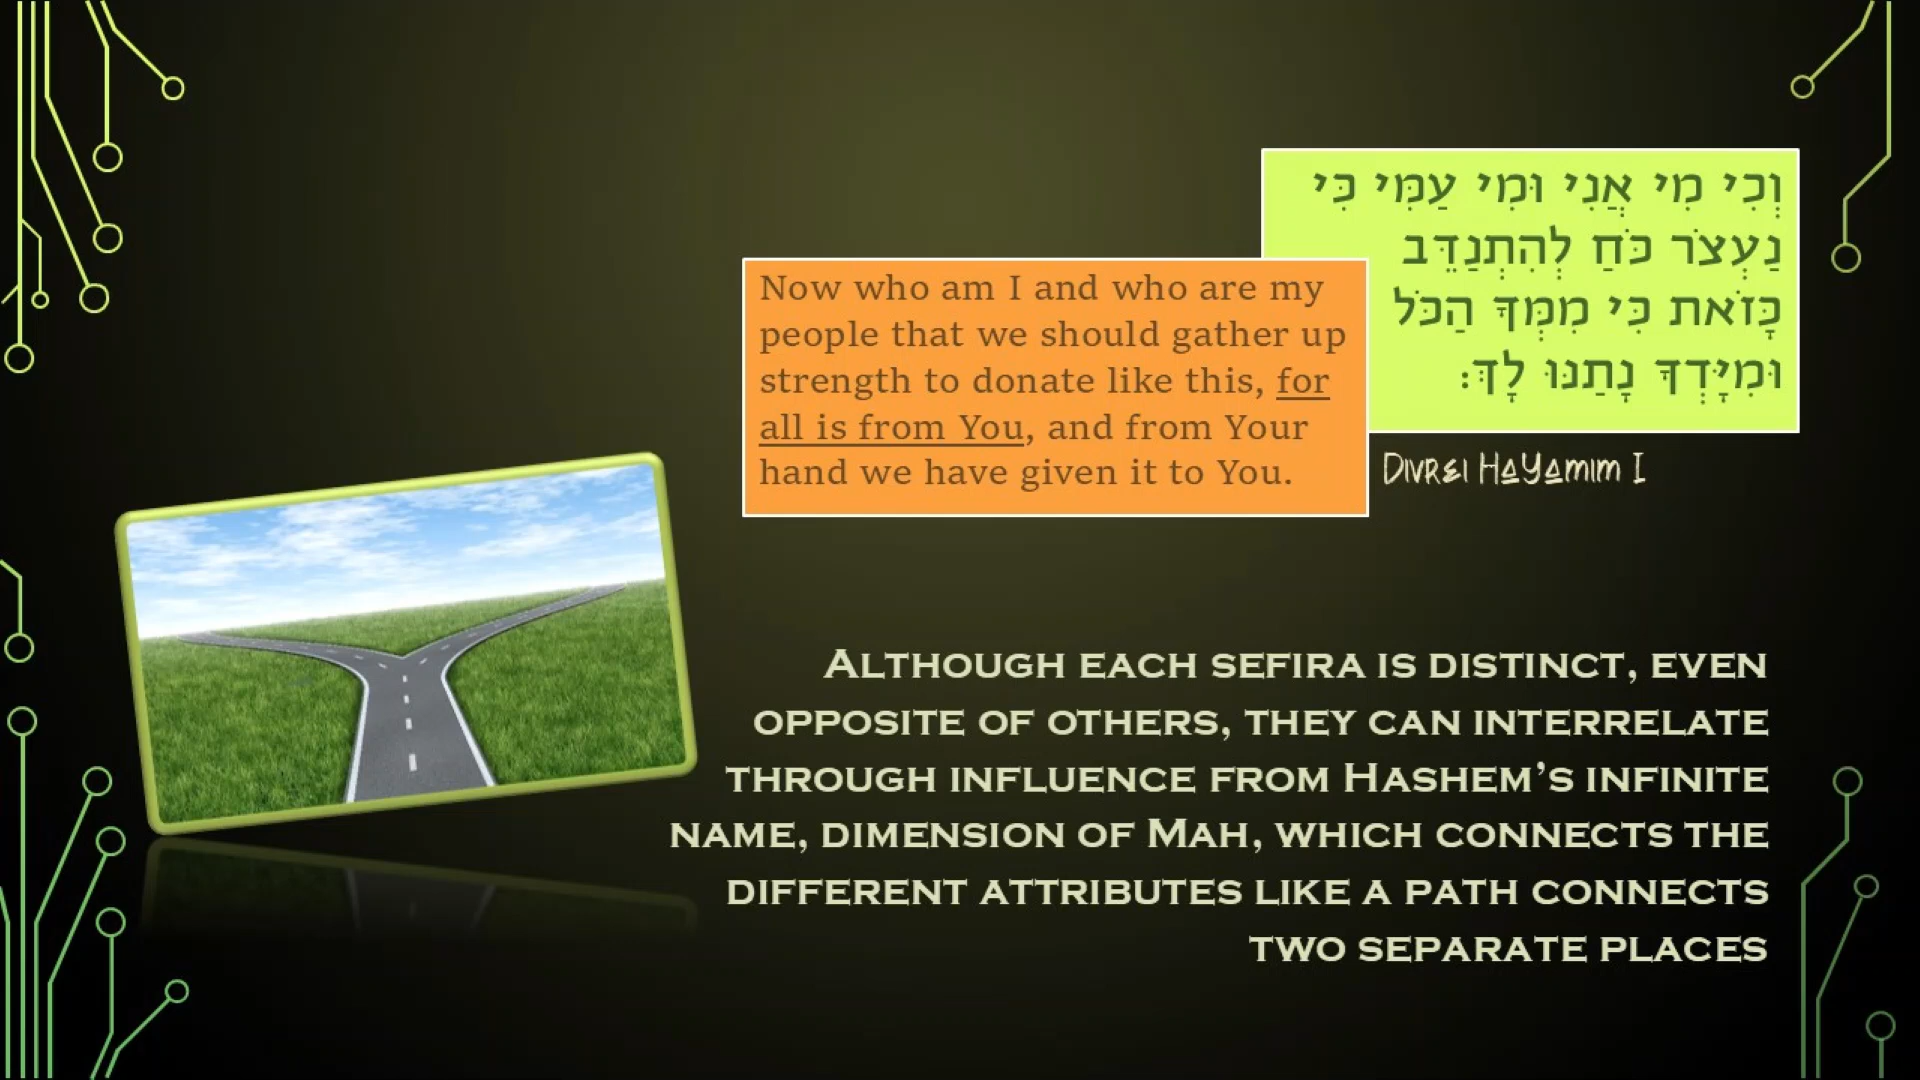 וְכִי מִי אֲנִי וּמִי עַמִּי כִּי
נַעְצֹר כֹּחַ לְהִתְנַדֵּב
כָּזֹאת כִּי מִמְּךָ הַכֹּל
וּמִיָּדְךָ נָתַנּוּ לָךְ:
Now who am I and who are my
people that we should gather up
strength to donate like this, for
all is from You, and from Your
hand we have given it to You.
Divrei HaYamim I
Although each sefira is distinct, even
opposite of others, they can interrelate
through influence from Hashem’s infinite
name, dimension of Mah, which connects the
different attributes like a path connects
two separate places